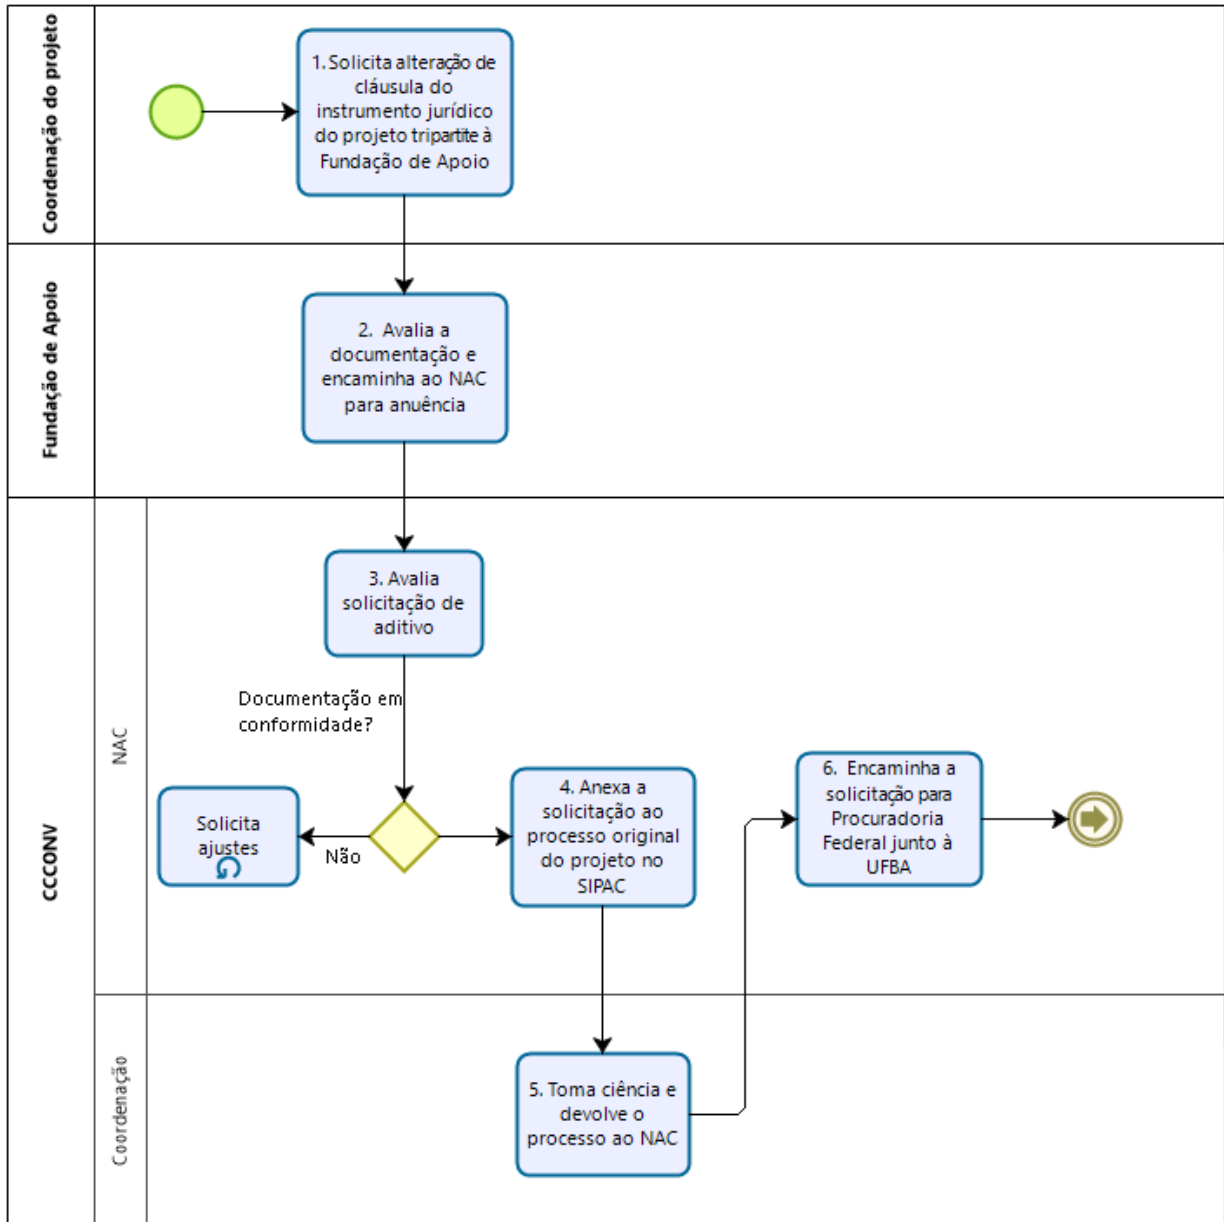 Coordenação do projeto
1. Solicita alteração de
cláusula do
instrumento jurídico
do projeto tripartite à
Fundação de Apoio
Fundação de Apoio
2.  Avalia a
documentação e
encaminha ao NAC
para anuência
CCCONV
NAC
3. Avalia
solicitação de
aditivo
Documentação em
conformidade?
Solicita
ajustes
Não
4. Anexa a
solicitação ao
processo original
do projeto no
SIPAC
6.  Encaminha a
solicitação para
Procuradoria
Federal junto à
UFBA
Coordenação
5. Toma ciência e
devolve o
processo ao NAC